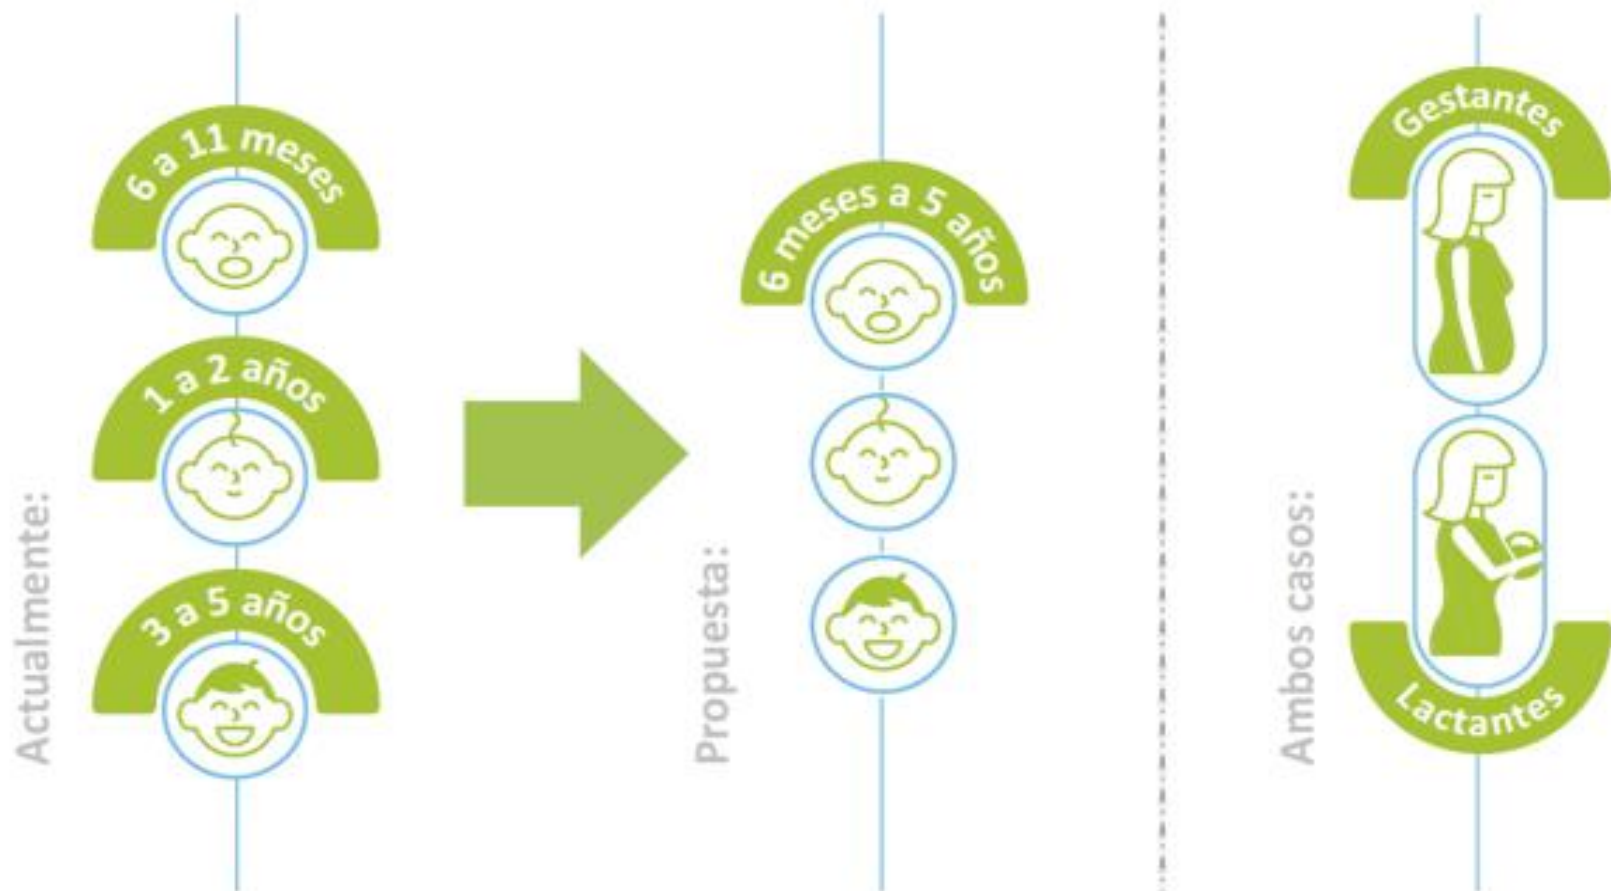 Actualmente:
6 a 11 meses
1 a 2 años
3 a 5 años
Propuesta:
6 meses a 5 años
Ambos casos:
Gestantes
Lactantes